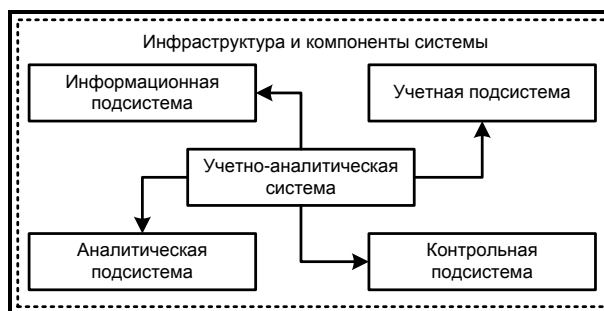 Инфраструктура и компоненты системы
Информационная
подсистема
Учетная подсистема
Учетно-аналитическая
система
Аналитическая
подсистема
Контрольная
подсистема